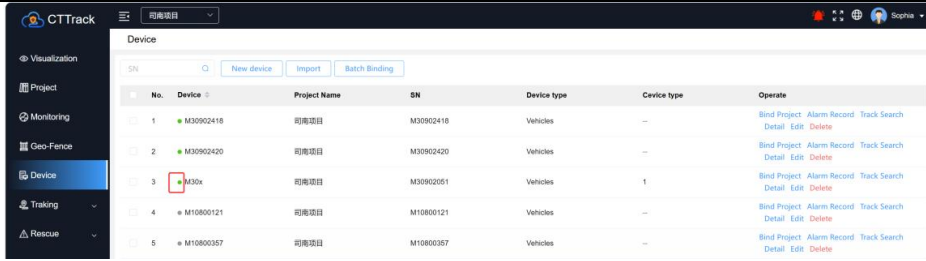 CTTrack
司南项目
Sophia
Device
Visualization
Project
Monitoring
Geo-Fence
Device
Traking
Rescue
SN
New device
Import
Batch Binding
No. Device Project Name SN Device type Cevice type Operate
1 M30902418 司南项目 M30902418 Vehicles -- Bind Project Alarm Record Track Search
Detail Edit Delete
2 M30902420 司南项目 M30902420 Vehicles -- Bind Project Alarm Record Track Search
Detail Edit Delete
3 M30x 司南项目 M30902051 Vehicles 1 Bind Project Alarm Record Track Search
Detail Edit Delete
4 M10800121 司南项目 M10800121 Vehicles -- Bind Project Alarm Record Track Search
Detail Edit Delete
5 M10800357 司南项目 M10800357 Vehicles -- Bind Project Alarm Record Track Search
Detail Edit Delete